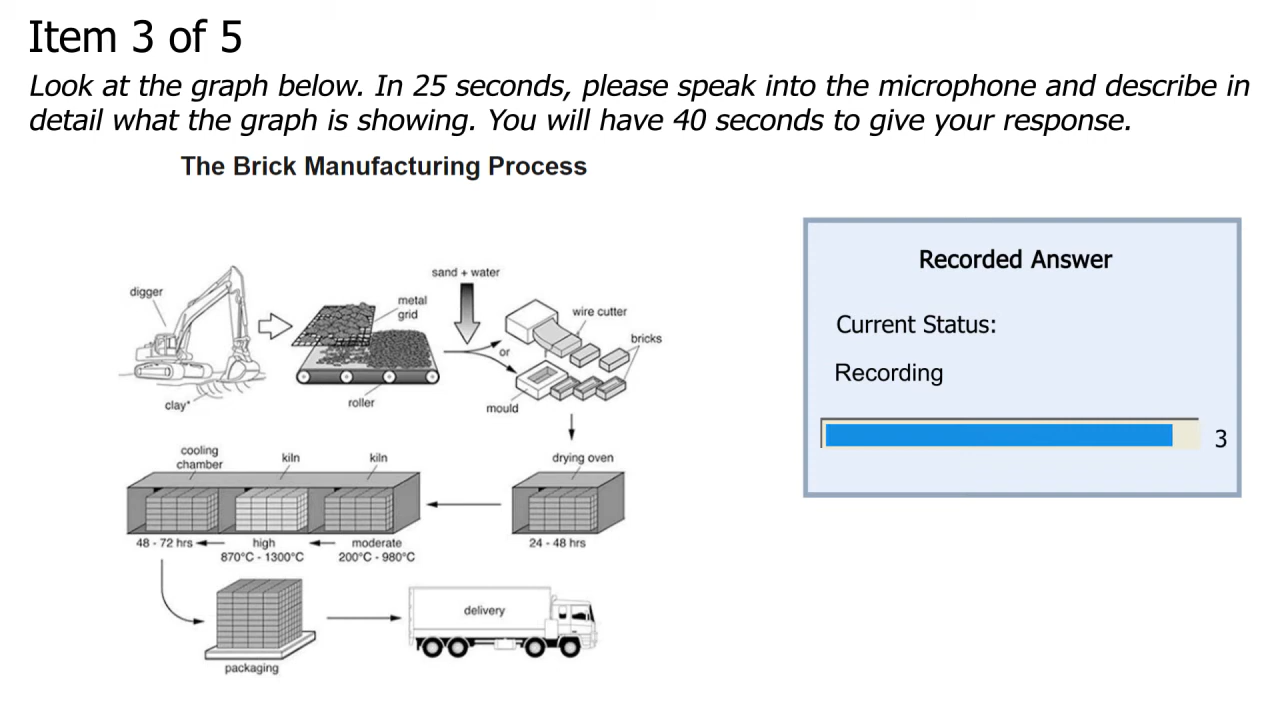 Item 3 of 5
Look at the graph below. In 25 seconds, please speak into the microphone and describe in
detail what the graph is showing. You will have 40 seconds to give your response.
The Brick Manufacturing Process
digger
clay*
metal
grid
roller
sand + water
or
wire cutter
bricks
mould
drying oven
24 - 48 hrs
cooling
chamber
kiln
kiln
48 - 72 hrs
high
870°C - 1300°C
moderate
200°C - 980°C
packaging
delivery
Recorded Answer
Current Status:
Recording
3